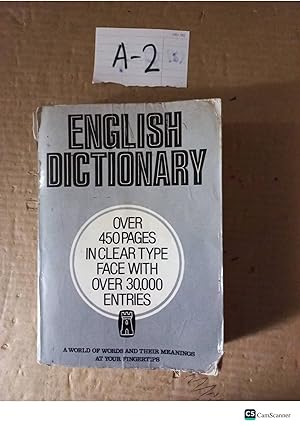 A-2
ENGLISH
DICTIONARY
OVER
450 PAGES
IN CLEAR TYPE
FACE WITH
OVER 30,000
ENTRIES
A WORLD OF WORDS AND THEIR MEANINGS
AT YOUR FINGERTIPS
CS CamScanner